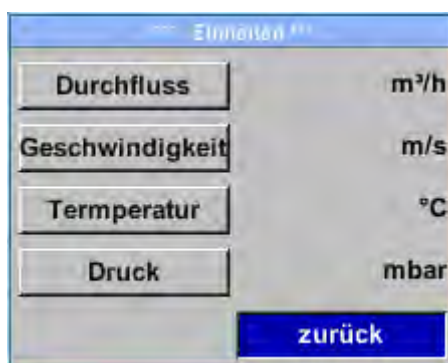 *** Einheiten ***
Durchfluss m³/h
Geschwindigkeit m/s
Termperatur °C
Druck mbar
zurück